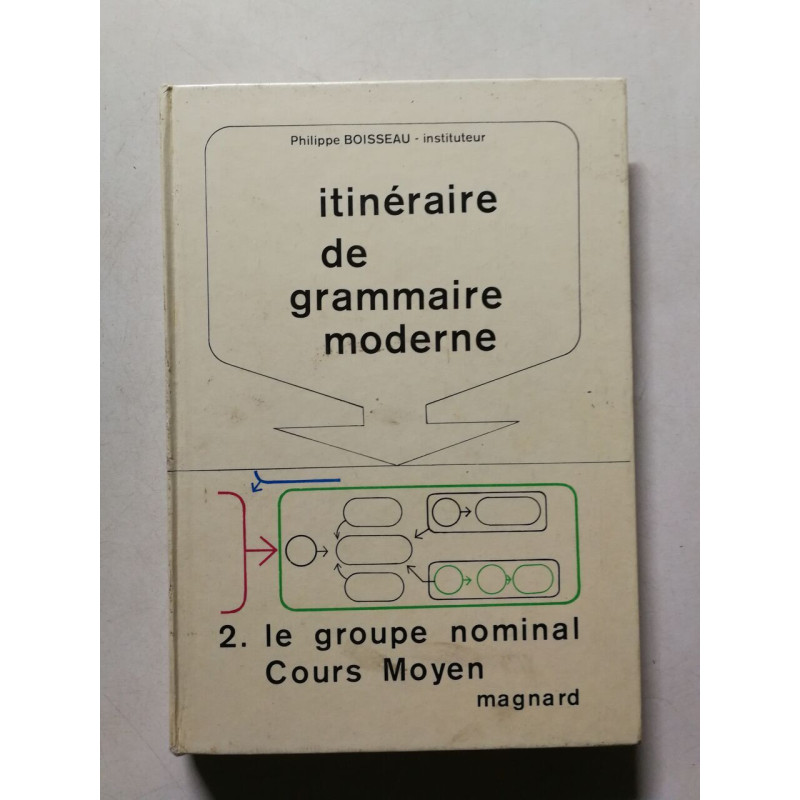 Philippe BOISSEAU - instituteur
itinéraire
de
grammaire
moderne
2. le groupe nominal
Cours Moyen
magnard